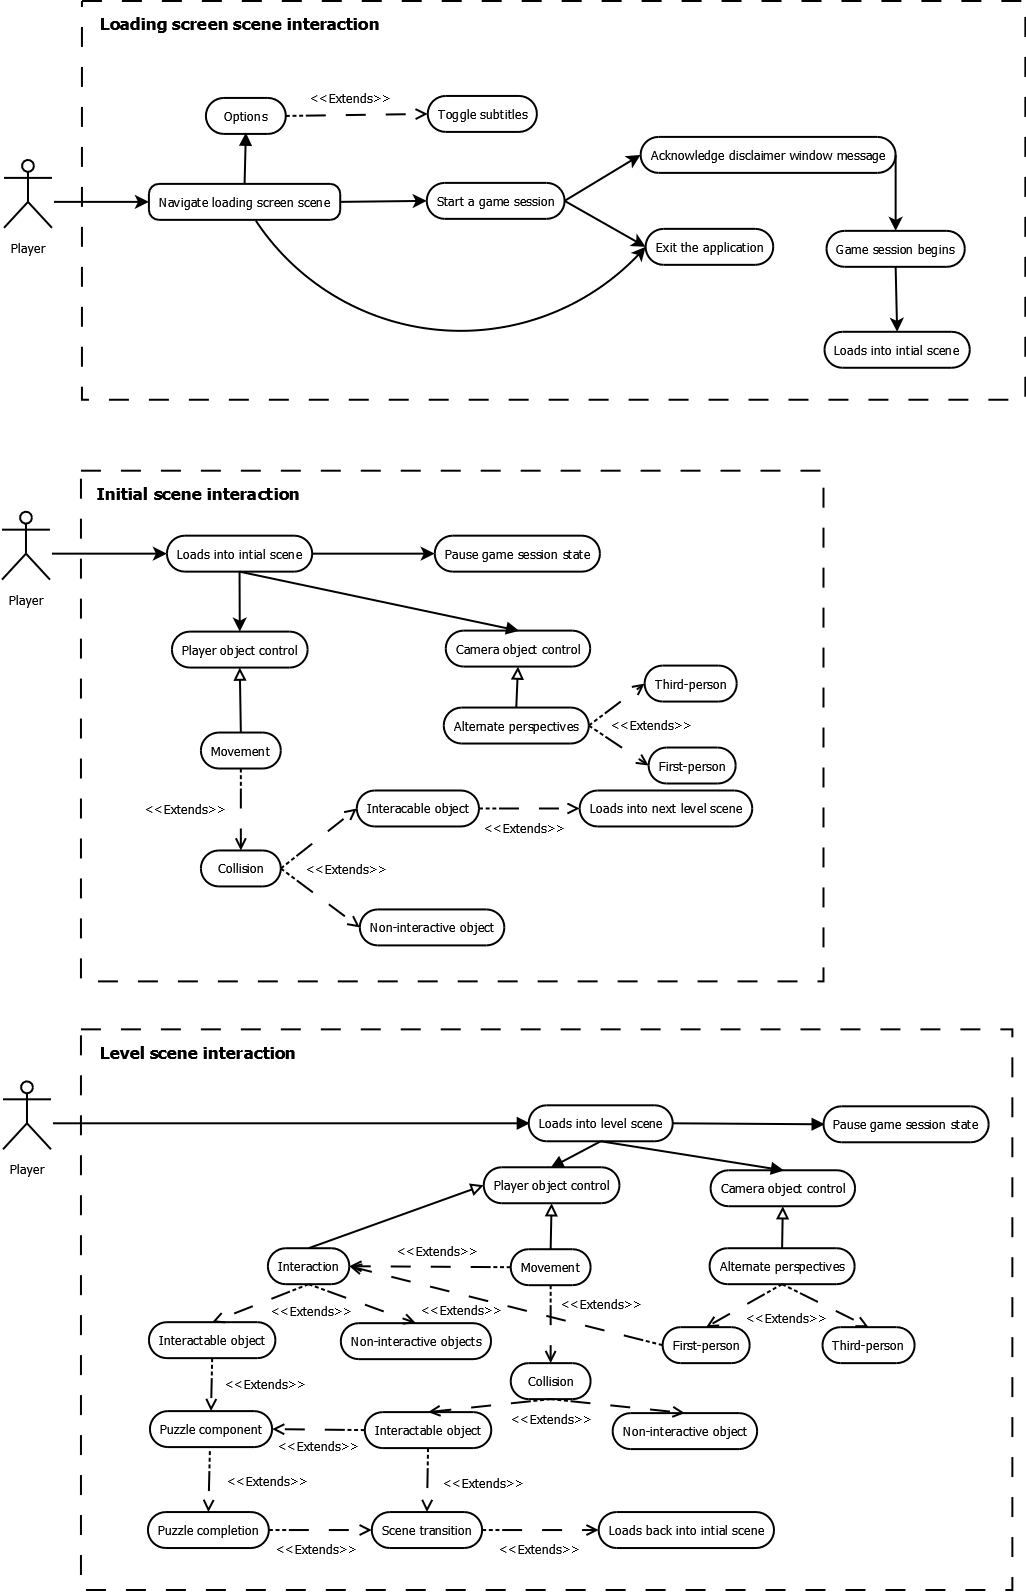 Loading screen scene interaction
<<Extends>>
Options
Toggle subtitles
Acknowledge disclaimer window message
Navigate loading screen scene
Start a game session
Player
Exit the application
Game session begins
Loads into intial scene
Initial scene interaction
Loads into intial scene
Pause game session state
Player
Player object control
Camera object control
Third-person
Alternate perspectives
<<Extends>>
Movement
First-person
<<Extends>>
Interacable object
Loads into next level scene
<<Extends>>
Collision
<<Extends>>
Non-interactive object
Level scene interaction
Loads into level scene
Pause game session state
Player
Player object control
Camera object control
<<Extends>>
Interaction
Movement
Alternate perspectives
<<Extends>>
<<Extends>>
<<Extends>>
<<Extends>>
Interactable object
Non-interactive objects
First-person
Third-person
<<Extends>>
Collision
<<Extends>>
Puzzle component
Interactable object
Non-interactive object
<<Extends>>
<<Extends>>
<<Extends>>
Puzzle completion
Scene transition
Loads back into intial scene
<<Extends>>
<<Extends>>